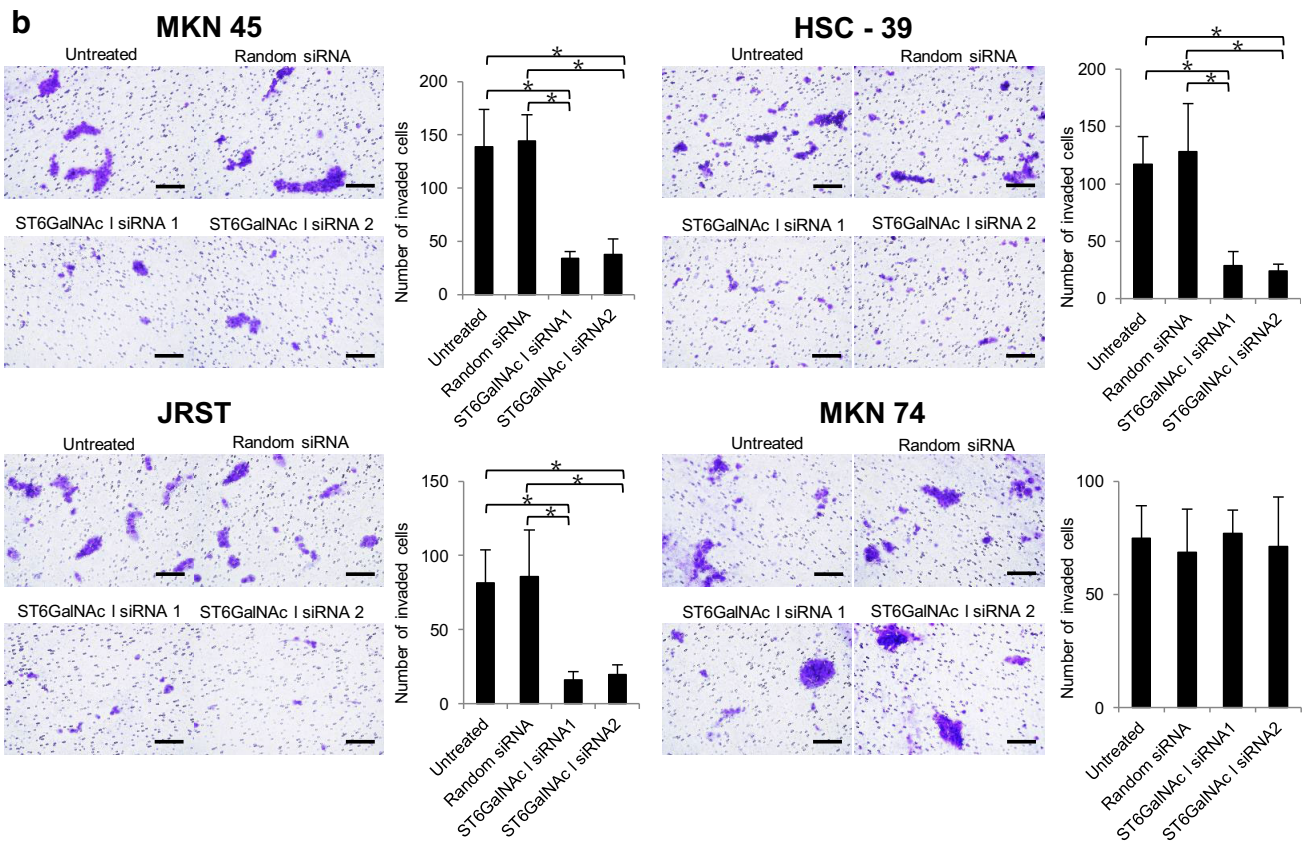 b
MKN 45
Untreated
Random siRNA
ST6GalNAc I siRNA 1
ST6GalNAc I siRNA 2
*
*
*
*
Number of invaded cells
200
150
100
50
0
Untreated
Random siRNA
ST6GalNAc I siRNA1
ST6GalNAc I siRNA2
HSC - 39
Untreated
Random siRNA
ST6GalNAc I siRNA 1
ST6GalNAc I siRNA 2
*
*
*
*
Number of invaded cells
200
150
100
50
0
Untreated
Random siRNA
ST6GalNAc I siRNA1
ST6GalNAc I siRNA2
JRST
Untreated
Random siRNA
ST6GalNAc I siRNA 1
ST6GalNAc I siRNA 2
*
*
*
*
Number of invaded cells
150
100
50
0
Untreated
Random siRNA
ST6GalNAc I siRNA1
ST6GalNAc I siRNA2
MKN 74
Untreated
Random siRNA
ST6GalNAc I siRNA 1
ST6GalNAc I siRNA 2
Number of invaded cells
100
50
0
Untreated
Random siRNA
ST6GalNAc I siRNA1
ST6GalNAc I siRNA2